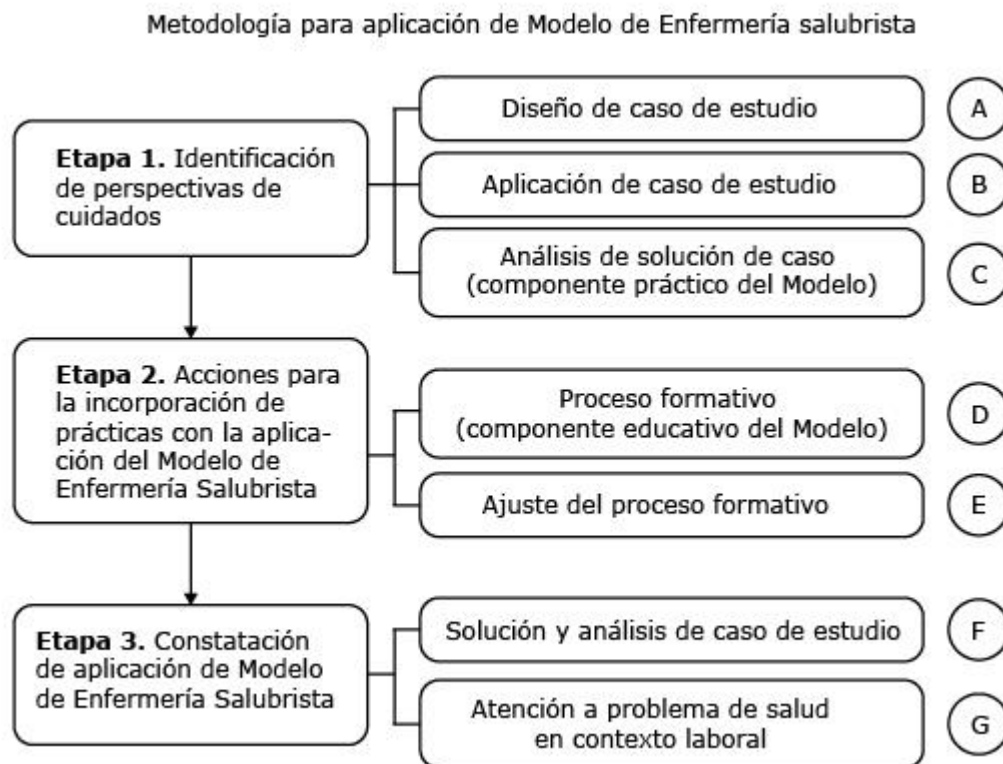 Metodología para aplicación de Modelo de Enfermería salubrista
Etapa 1. Identificación
de perspectivas de
cuidados
Diseño de caso de estudio
A
Aplicación de caso de estudio
B
Análisis de solución de caso
(componente práctico del Modelo)
C
Etapa 2. Acciones para
la incorporación de
prácticas con la aplica-
ción del Modelo de
Enfermería Salubrista
Proceso formativo
(componente educativo del Modelo)
D
Ajuste del proceso formativo
E
Etapa 3. Constatación
de aplicación de Modelo
de Enfermería Salubrista
Solución y análisis de caso de estudio
F
Atención a problema de salud
en contexto laboral
G